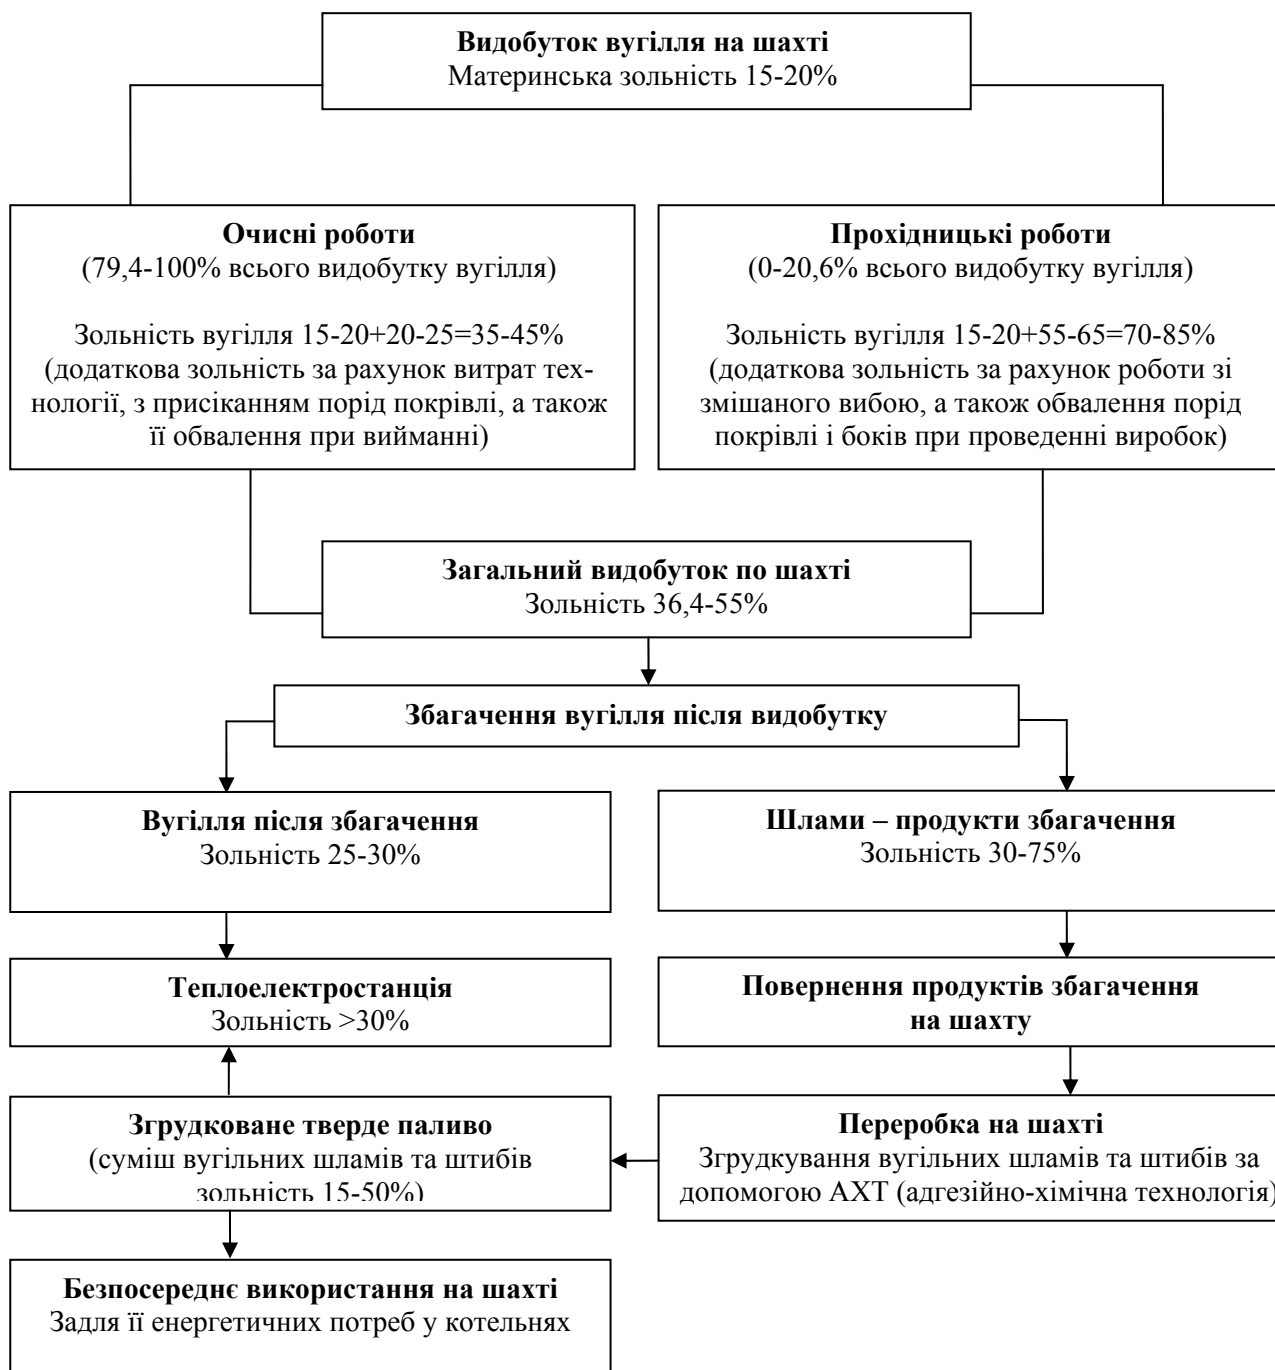 Видобуток вугілля на шахті
Материнська зольність 15-20%
Очисні роботи
(79,4-100% всього видобутку вугілля)
Зольність вугілля 15-20+20-25=35-45%
(додаткова зольність за рахунок витрат тех-
нології, з присіканням порід покрівлі, а також
її обвалення при вийманні)
Прохідницькі роботи
(0-20,6% всього видобутку вугілля)
Зольність вугілля 15-20+55-65=70-85%
(додаткова зольність за рахунок роботи зі
змішаного вибою, а також обвалення порід
покрівлі і боків при проведенні виробок)
Загальний видобуток по шахті
Зольність 36,4-55%
Збагачення вугілля після видобутку
Вугілля після збагачення
Зольність 25-30%
Шлами – продукти збагачення
Зольність 30-75%
Теплоелектростанція
Зольність >30%
Повернення продуктів збагачення
на шахту
Згрудковане тверде паливо
(суміш вугільних шламів та штибів
зольність 15-50%)
Переробка на шахті
Згрудкування вугільних шламів та штибів за
допомогою АХТ (адгезійно-хімічна технологія)
Безпосереднє використання на шахті
Задля її енергетичних потреб у котельнях